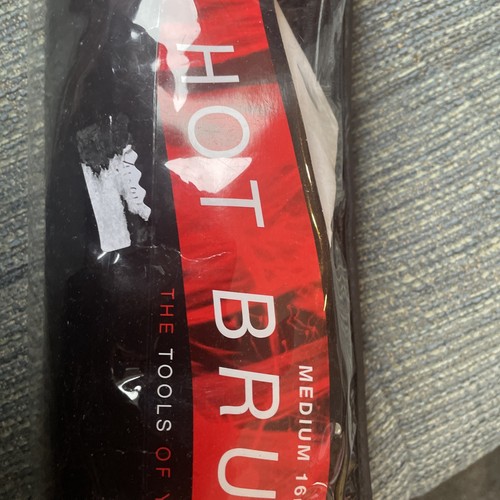 HOT BRU
MEDIUM 16
THE TOOLS OF